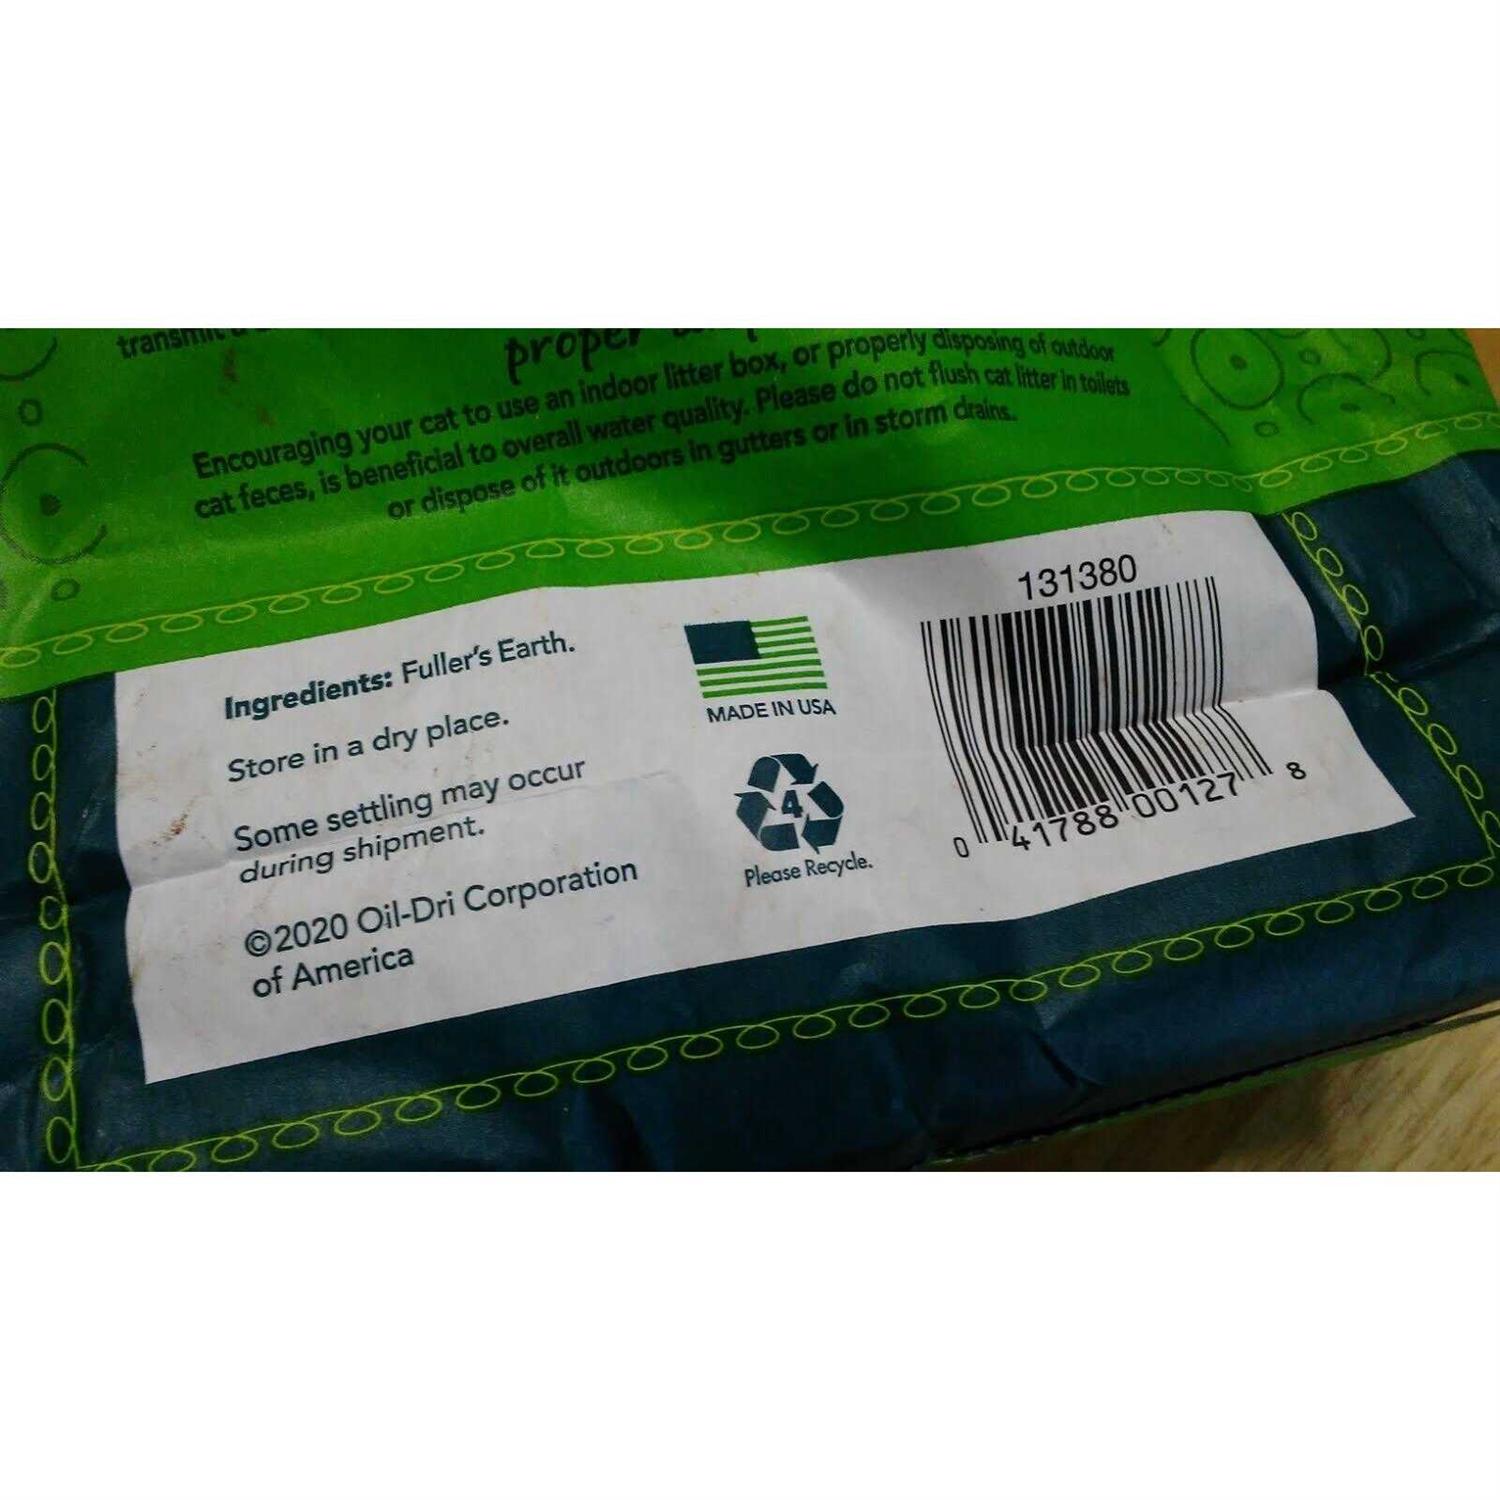 proper
Encouraging your cat to use an indoor litter box, or properly disposing of outdoor
cat feces, is beneficial to overall water quality. Please do not flush cat litter in toilets
or dispose of it outdoors in gutters or in storm drains.
Ingredients: Fuller's Earth.
Store in a dry place.
Some settling may occur
during shipment.
©2020 Oil-Dri Corporation
of America
MADE IN USA
4
Please Recycle.
131380
0 41788 00127 8